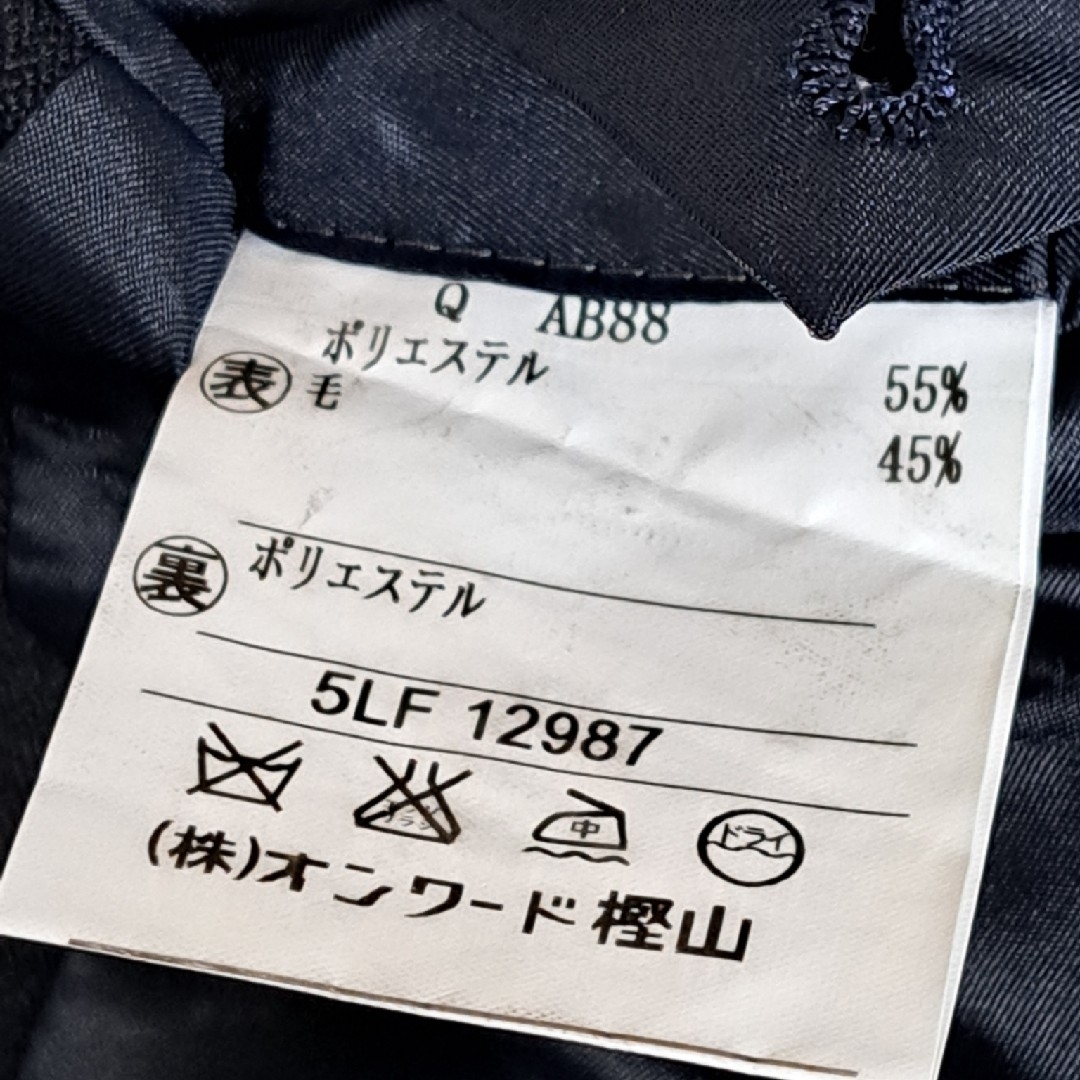 Q AB88
表 ポリエステル 55%
毛 45%
裏 ポリエステル
5LF 12987
中 ドライ
(株)オンワード樫山